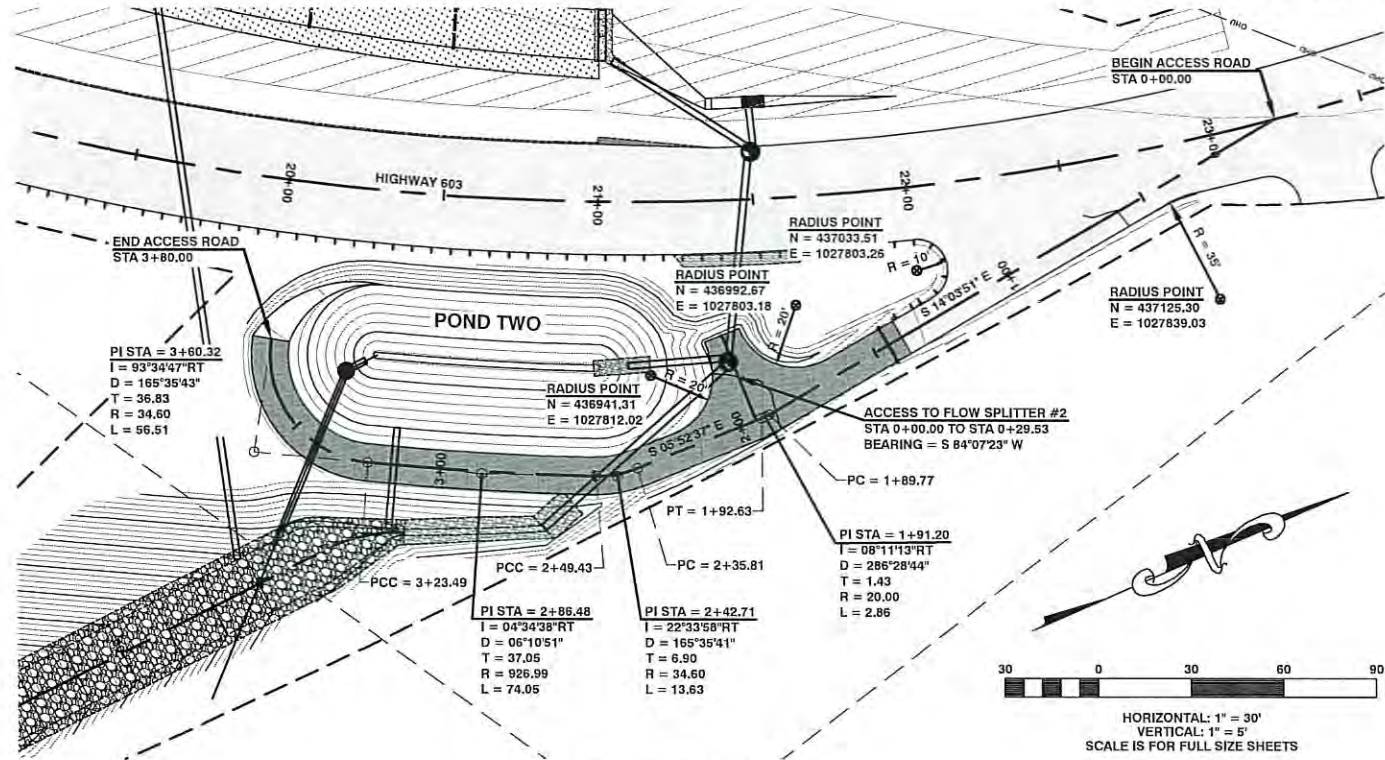 OHU
OHU
OHU
BEGIN ACCESS ROAD
STA 0+00.00
23+00
22+00
21+00
20+00
HIGHWAY 603
END ACCESS ROAD
STA 3+80.00
RADIUS POINT
N = 437033.51
E = 1027803.26
RADIUS POINT
N = 436992.67
E = 1027803.18
R = 10'
R = 20'
S 14°03'51" E
1+00
R = 35'
RADIUS POINT
N = 437125.30
E = 1027839.03
POND TWO
PI STA = 3+60.32
I = 93°34'47"RT
D = 165°35'43"
T = 36.83
R = 34.60
L = 56.51
RADIUS POINT
N = 436941.31
E = 1027812.02
R = 20'
2+00
S 05°52'37" E
3+00
ACCESS TO FLOW SPLITTER #2
STA 0+00.00 TO STA 0+29.53
BEARING = S 84°07'23" W
PC = 1+89.77
PT = 1+92.63
PI STA = 1+91.20
I = 08°11'13"RT
D = 286°28'44"
T = 1.43
R = 20.00
L = 2.86
PCC = 3+23.49
PCC = 2+49.43
PC = 2+35.81
PI STA = 2+86.48
I = 04°34'38"RT
D = 06°10'51"
T = 37.05
R = 926.99
L = 74.05
PI STA = 2+42.71
I = 22°33'58"RT
D = 165°35'41"
T = 6.90
R = 34.60
L = 13.63
N
30 0 30 60 90
HORIZONTAL: 1" = 30'
VERTICAL: 1" = 5'
SCALE IS FOR FULL SIZE SHEETS